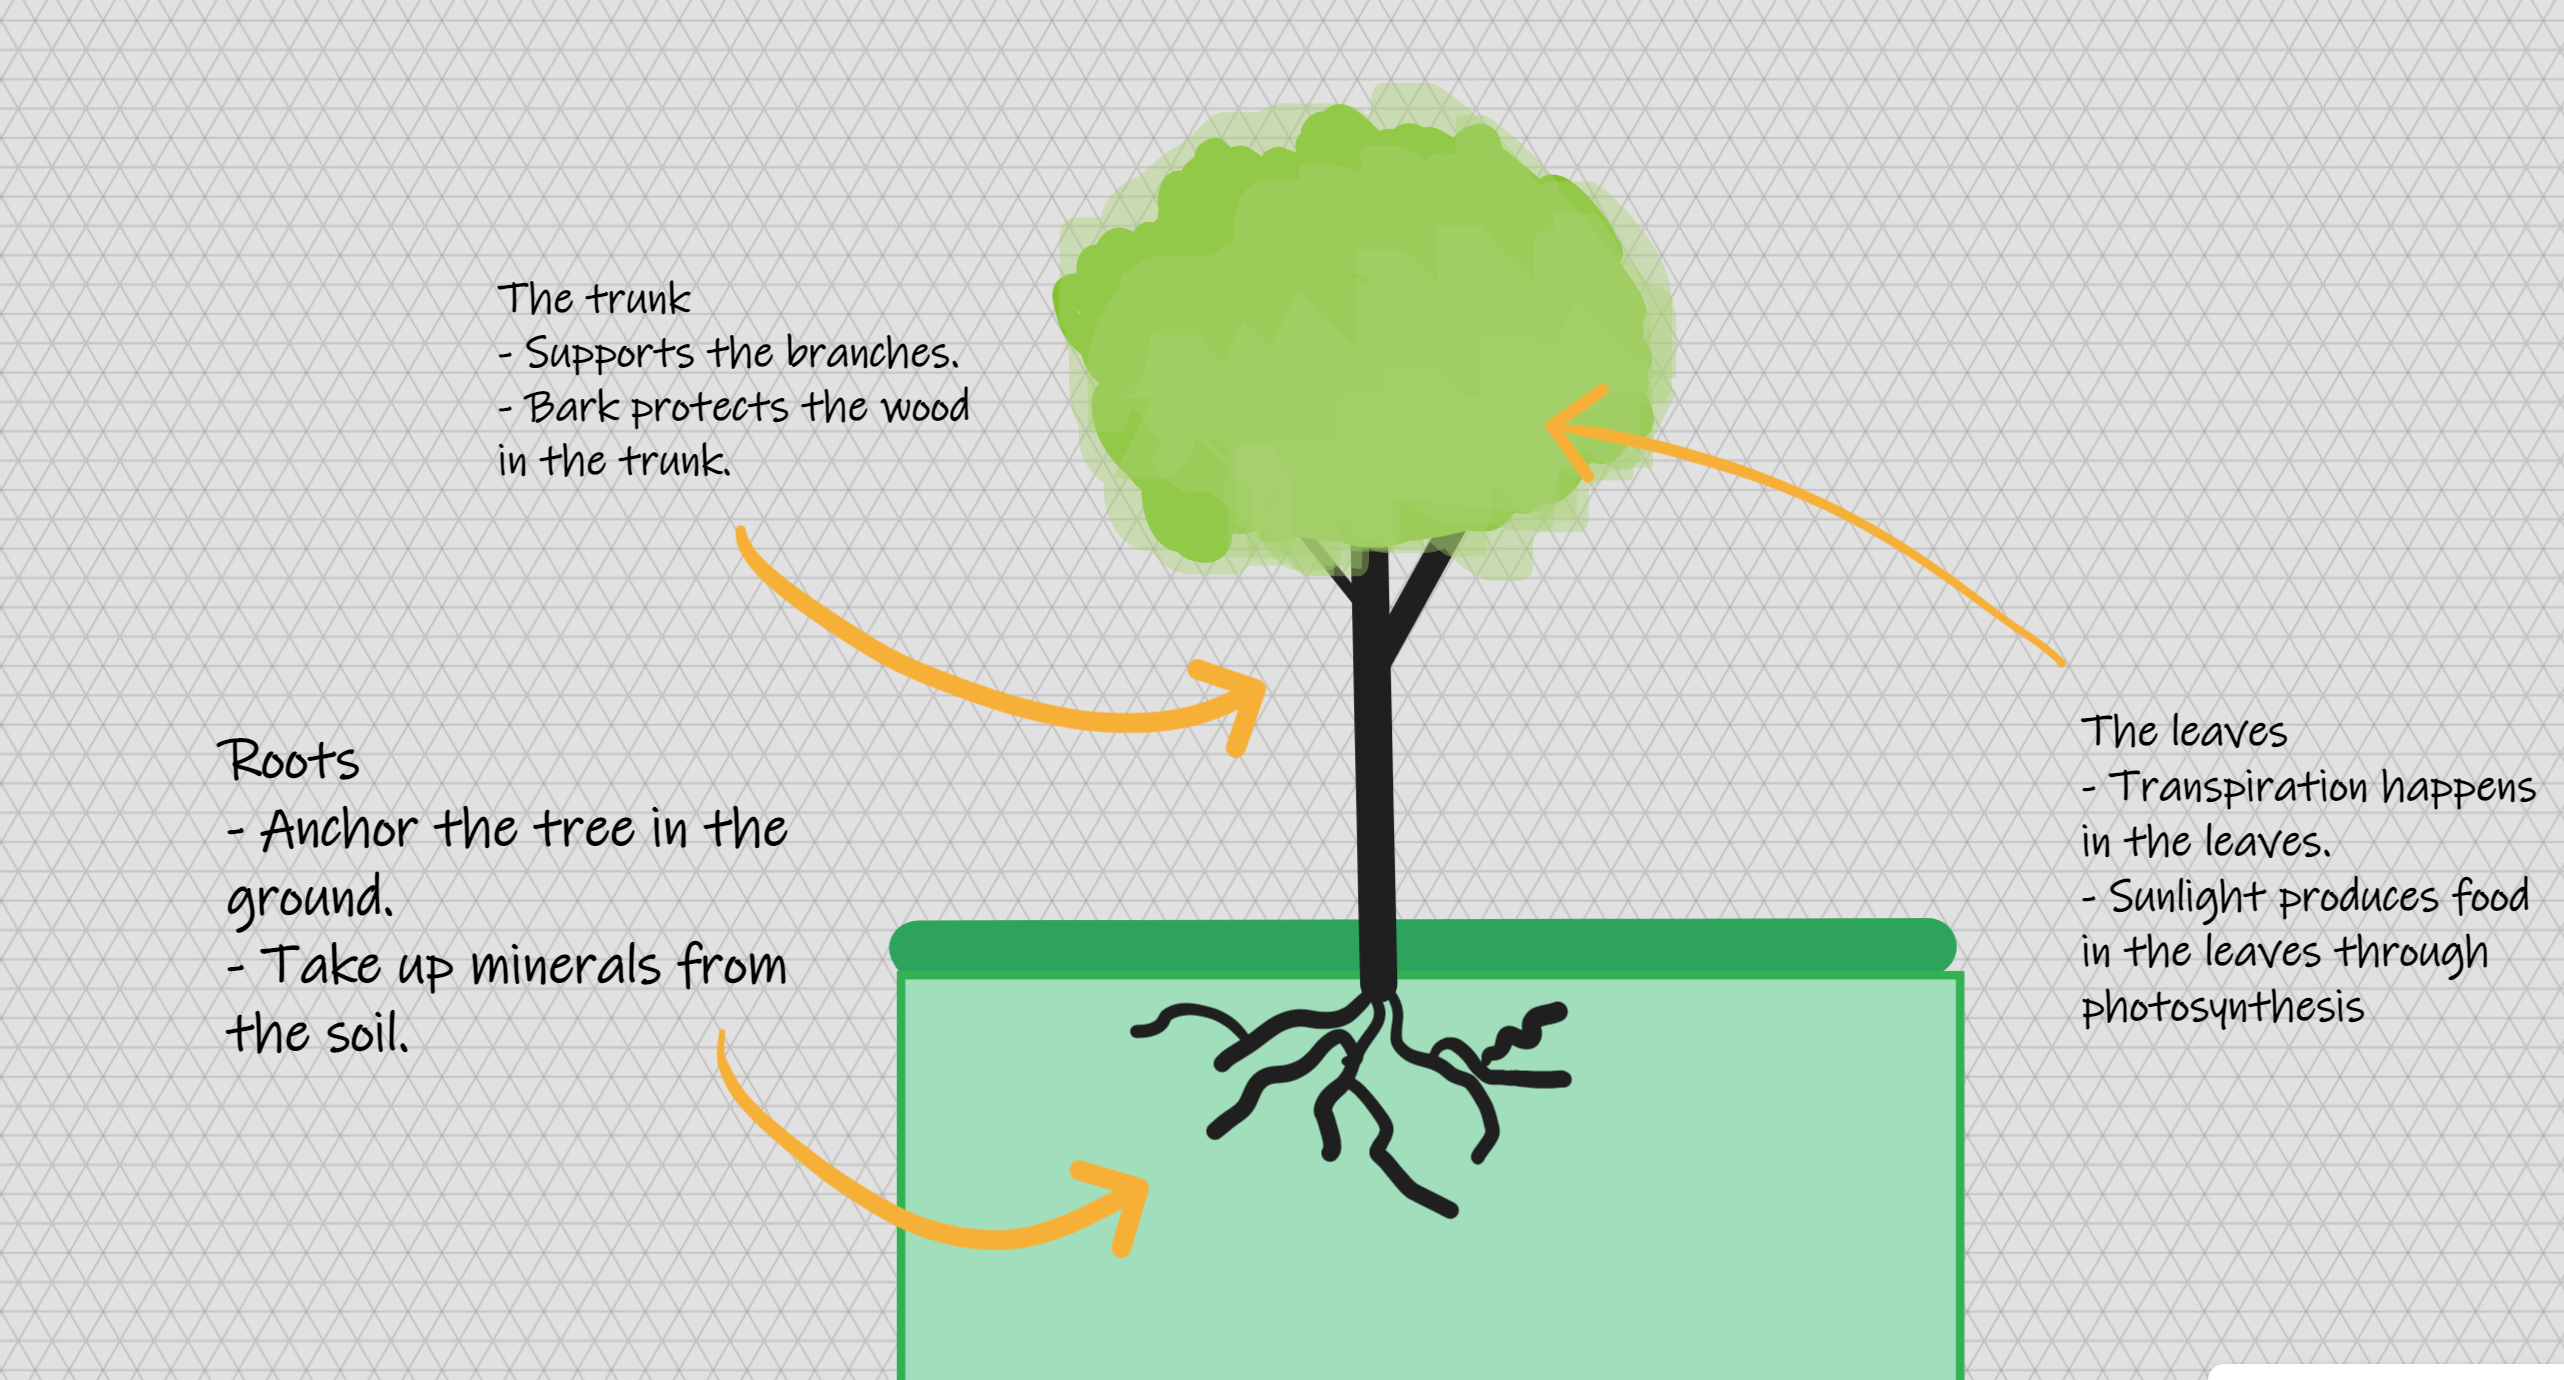 The trunk
- Supports the branches.
- Bark protects the wood
in the trunk.
Roots
- Anchor the tree in the
ground.
- Take up minerals from
the soil.
The leaves
- Transpiration happens
in the leaves.
- Sunlight produces food
in the leaves through
photosynthesis